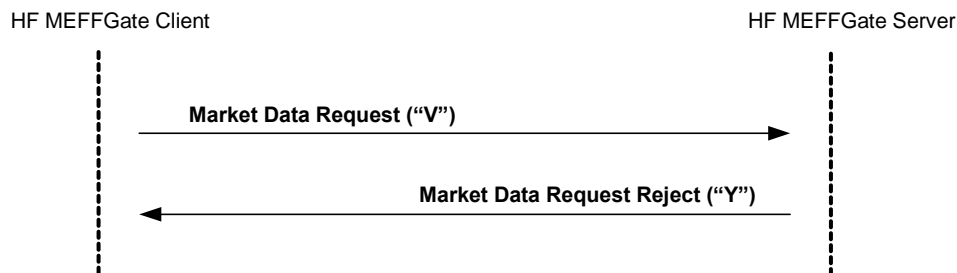 HF MEFFGate Client
HF MEFFGate Server
Market Data Request (“V”)
Market Data Request Reject (“Y”)